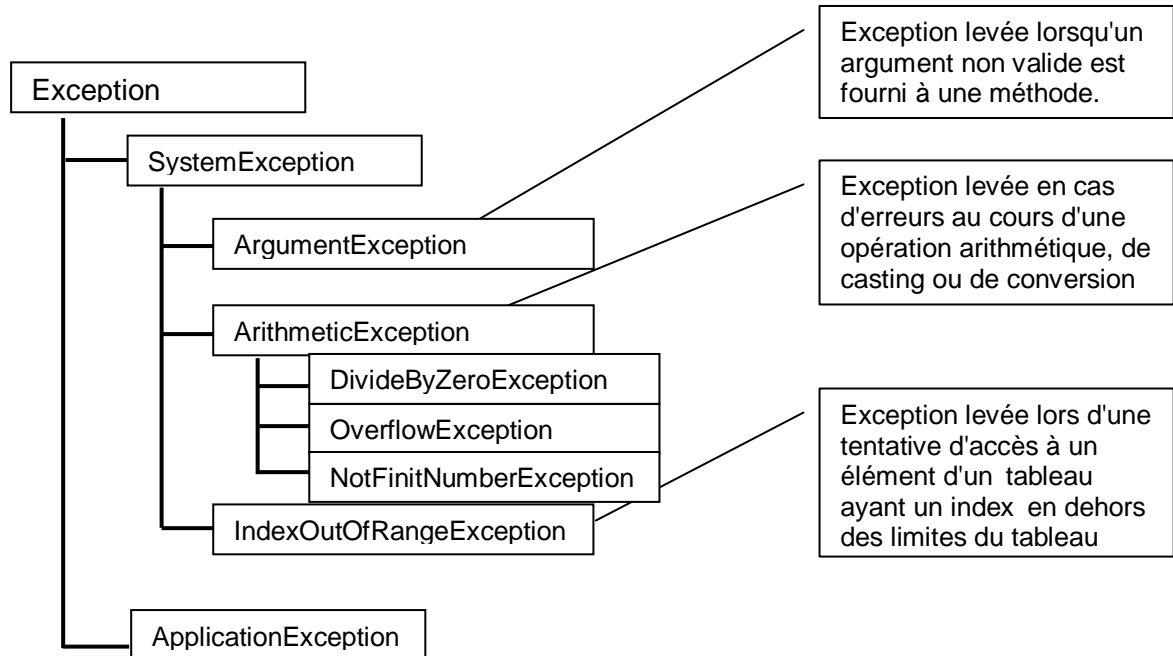 Exception levée lorsqu'un
argument non valide est
fourni à une méthode.
Exception
SystemException
Exception levée en cas
d'erreurs au cours d'une
opération arithmétique, de
casting ou de conversion
ArgumentException
ArithmeticException
DivideByZeroException
OverflowException
NotFinitNumberException
IndexOutOfRangeException
Exception levée lors d'une
tentative d'accès à un
élément d'un tableau
ayant un index en dehors
des limites du tableau
ApplicationException